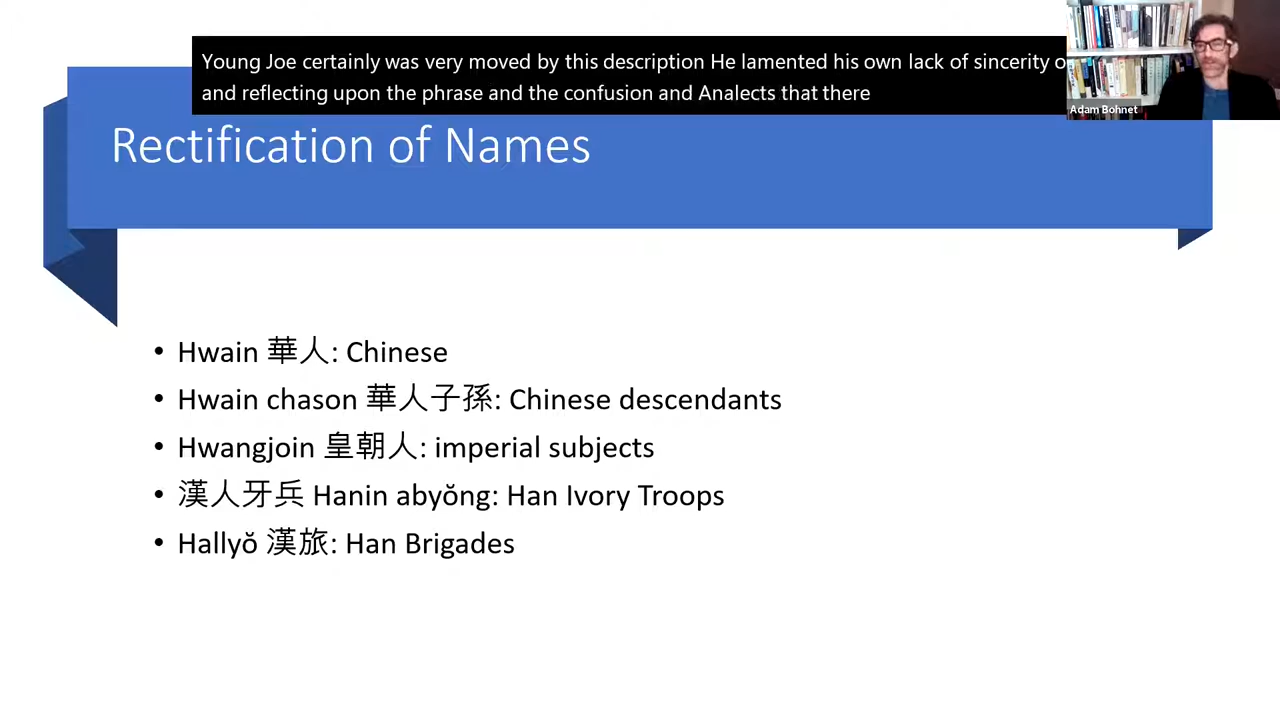 Young Joe certainly was very moved by this description He lamented his own lack of sincerity o
and reflecting upon the phrase and the confusion and Analects that there
Adam Bohnet
Rectification of Names
• Hwain 華人: Chinese
• Hwain chason 華人子孫: Chinese descendants
• Hwangjoin 皇朝人: imperial subjects
• 漢人牙兵 Hanin abyŏng: Han Ivory Troops
• Hallyŏ 漢旅: Han Brigades